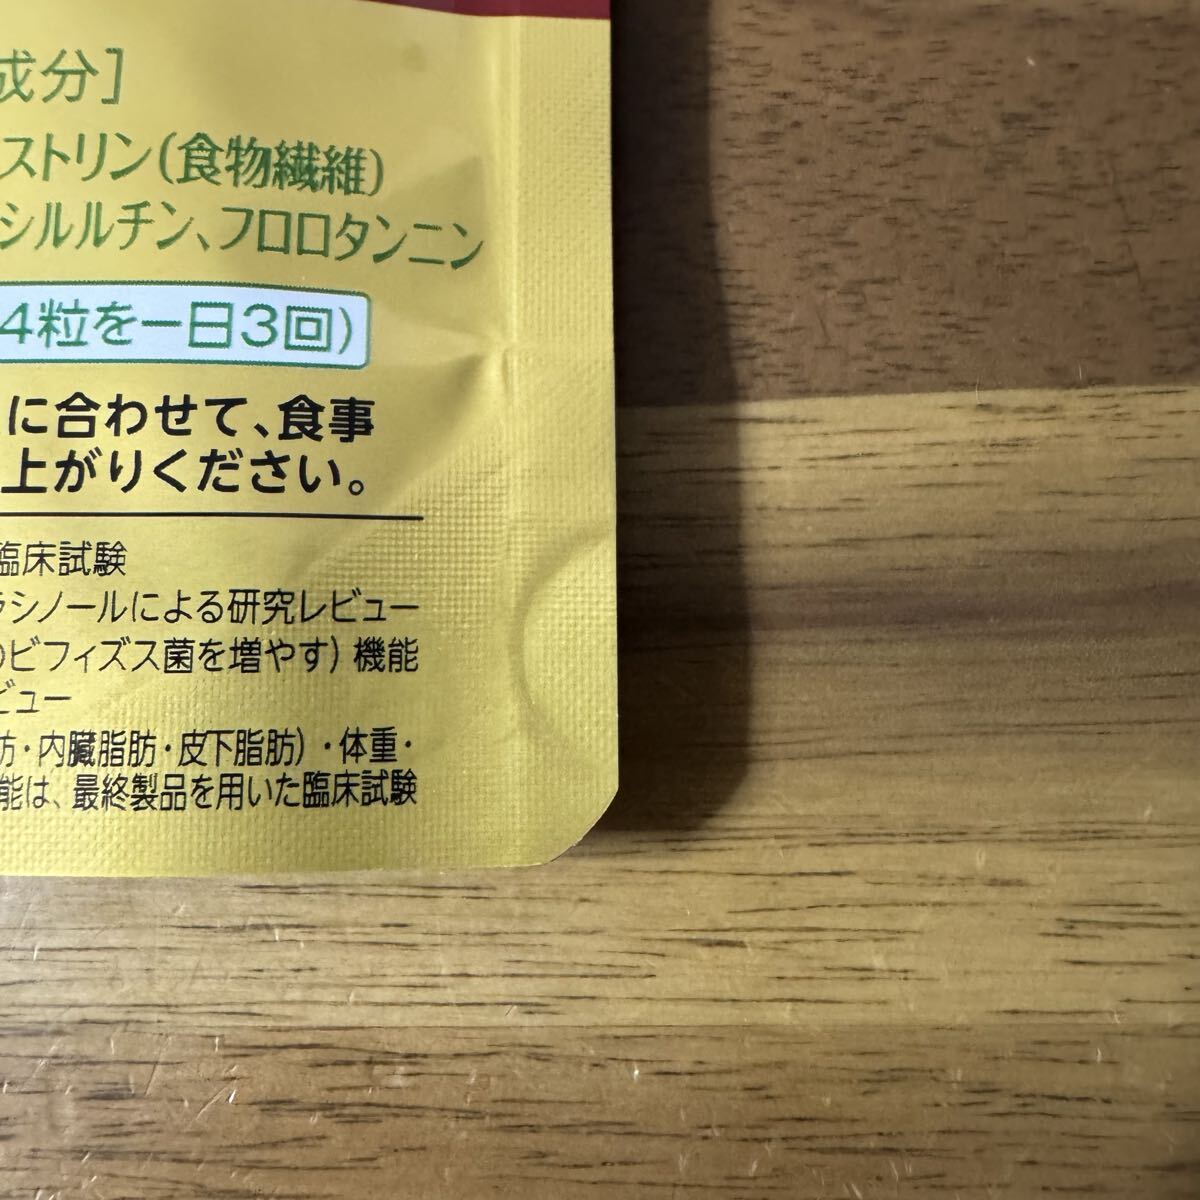 成分]
ストリン(食物繊維)
シルルチン、フロロタンニン
4粒を一日3回)
に合わせて、食事
上がりください。
臨床試験
ラシノールによる研究レビュー
のビフィズス菌を増やす)機能
ビュー
肪・内臓脂肪・皮下脂肪)・体重・
能は、最終製品を用いた臨床試験